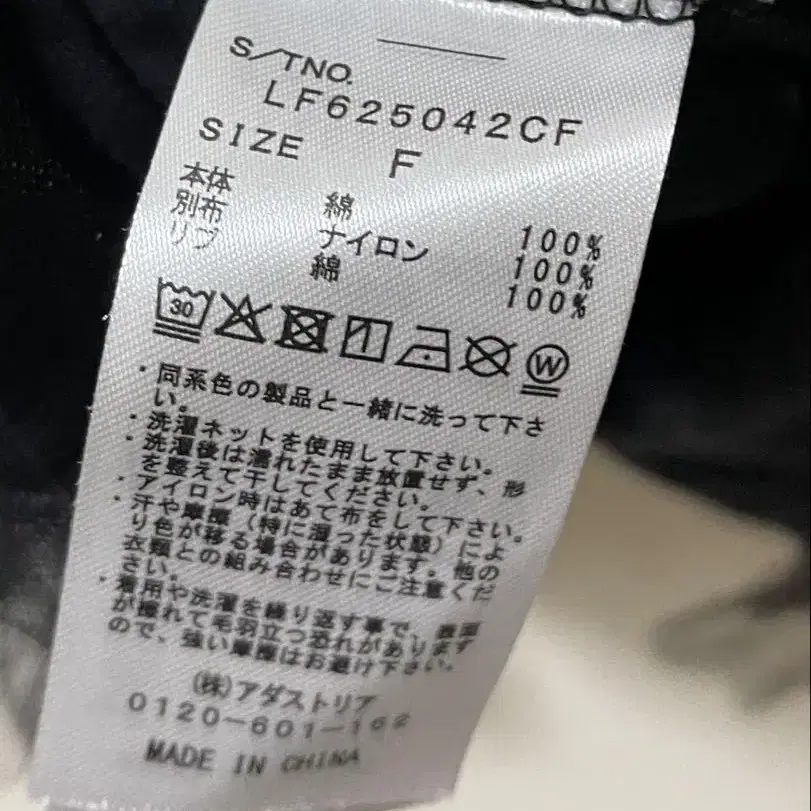 S/TNO.
LF625042CF
SIZE F
本体 綿 100%
別布 ナイロン 100%
リブ 綿 100%
30
W
・同系色の製品と一緒に洗って下さ
い。
・洗濯ネットを使用して下さい。
・洗濯後は濡れたまま放置せず、形
を整えて干してください。
・アイロン時はあて布をして下さい。
・汗や摩擦（特に湿った状態）によ
り色が移る場合があります。他の
衣類との組み合わせにご注意くだ
さい。
・着用や洗濯を繰り返す事で、表面
が擦れて毛羽立つ恐れがあります
ので、強い摩擦はお避け下さい。
(株)アダストリア
0120-601-162
MADE IN CHINA